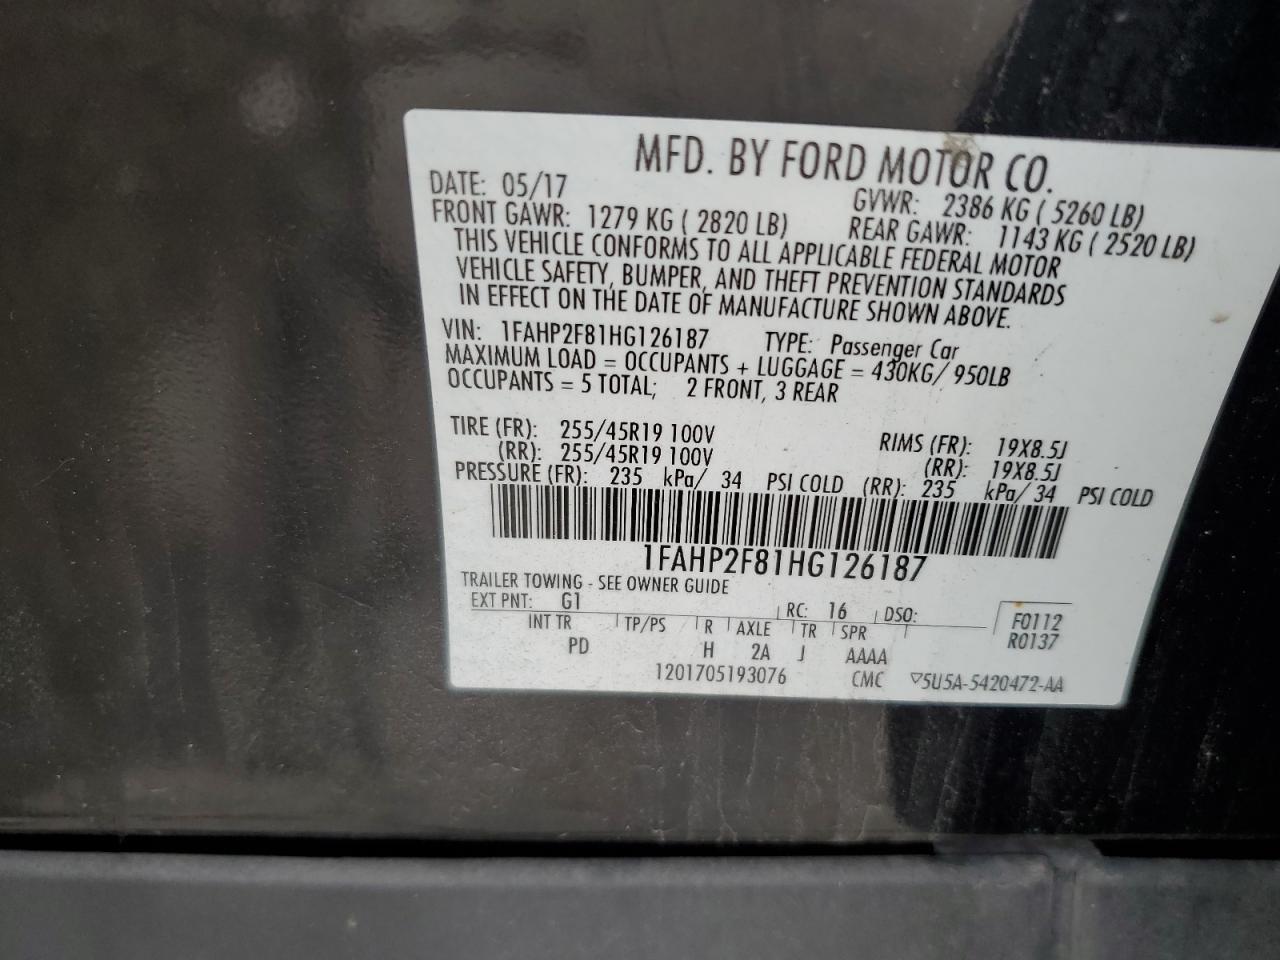 MFD. BY FORD MOTOR CO.
DATE: 05/17 GVWR: 2386 KG ( 5260 LB)
FRONT GAWR: 1279 KG ( 2820 LB) REAR GAWR: 1143 KG ( 2520 LB)
THIS VEHICLE CONFORMS TO ALL APPLICABLE FEDERAL MOTOR
VEHICLE SAFETY, BUMPER, AND THEFT PREVENTION STANDARDS
IN EFFECT ON THE DATE OF MANUFACTURE SHOWN ABOVE.
VIN: 1FAHP2F81HG126187 TYPE: Passenger Car
MAXIMUM LOAD = OCCUPANTS + LUGGAGE = 430KG/ 950LB
OCCUPANTS = 5 TOTAL; 2 FRONT, 3 REAR
TIRE (FR): 255/45R19 100V RIMS (FR): 19X8.5J
(RR): 255/45R19 100V (RR): 19X8.5J
PRESSURE (FR): 235 kPa/ 34 PSI COLD (RR): 235 kPa/ 34 PSI COLD
1FAHP2F81HG126187
TRAILER TOWING - SEE OWNER GUIDE
EXT PNT: G1 RC: 16 DSO: F0112
INT TR TP/PS R AXLE TR SPR R0137
PD H 2A J AAAA
1201705193076 CMC ▽5U5A-5420472-AA